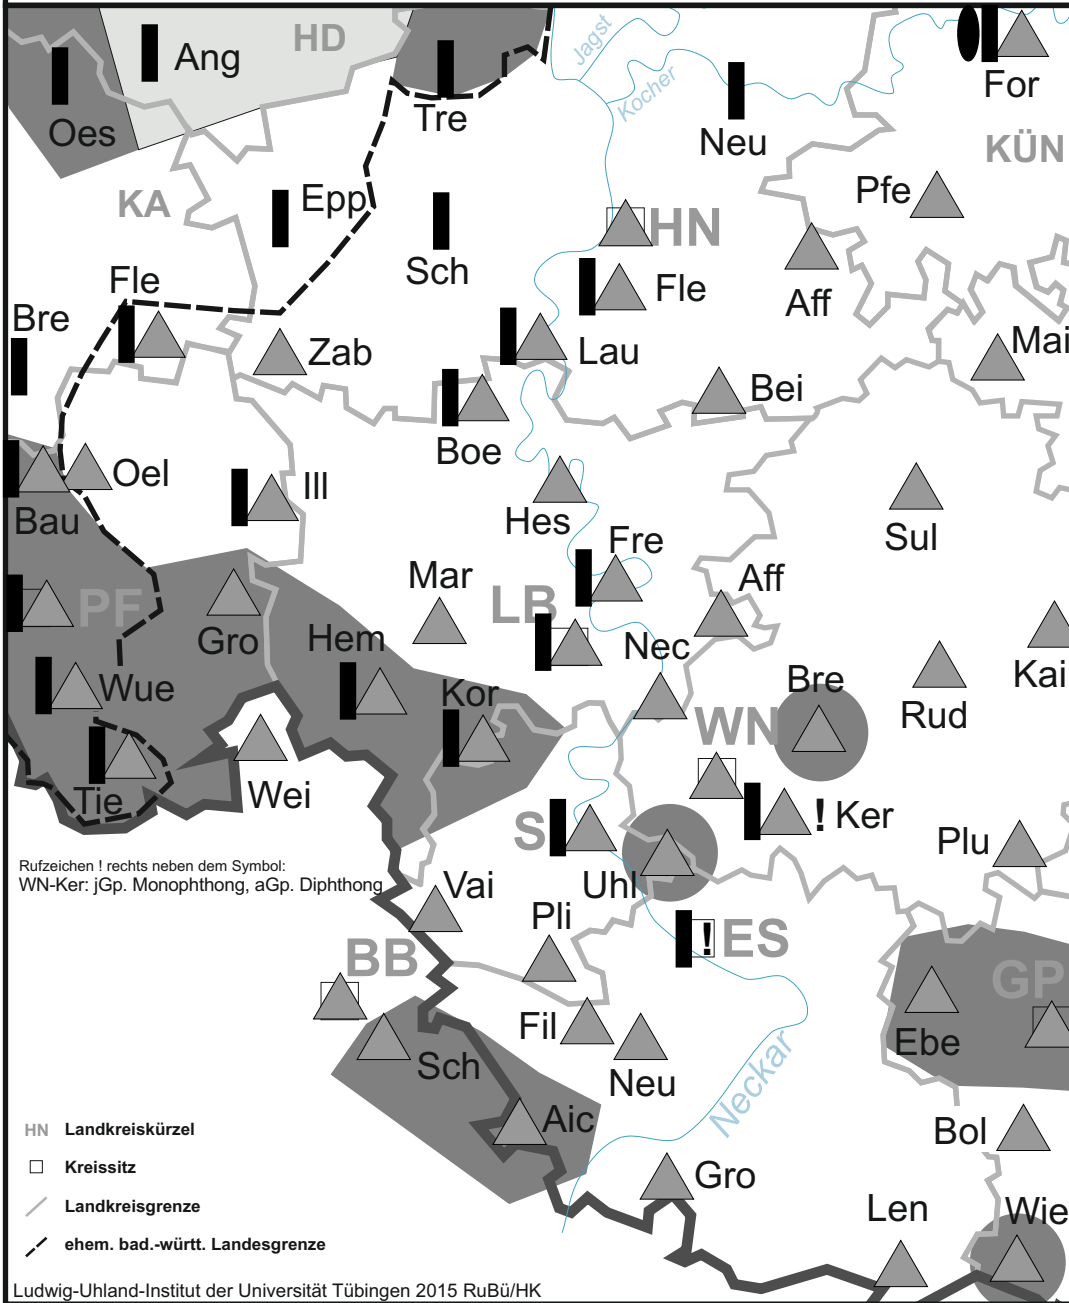 HD
Jagst
Ang
Oes
Tre
Kocher
Neu
For
KÜN
KA
Epp
Pfe
HN
Sch
Fle
Fle
Aff
Bre
Zab
Lau
Mai
Bei
Boe
Oel
Ill
Bau
Hes
Sul
Fre
Mar
Aff
PF
LB
Gro
Hem
Nec
Kai
Wue
Kor
Bre
Rud
WN
Tie
Wei
! Ker
S
Plu
Rufzeichen ! rechts neben dem Symbol:
WN-Ker: jGp. Monophthong, aGp. Diphthong
Vai
Uhl
Pli
! ES
BB
GP
Fil
Ebe
Sch
Neu
Neckar
Aic
Bol
HN Landkreiskürzel
Kreissitz
Gro
Landkreisgrenze
Len
Wie
ehem. bad.-württ. Landesgrenze
Ludwig-Uhland-Institut der Universität Tübingen 2015 RuBü/HK